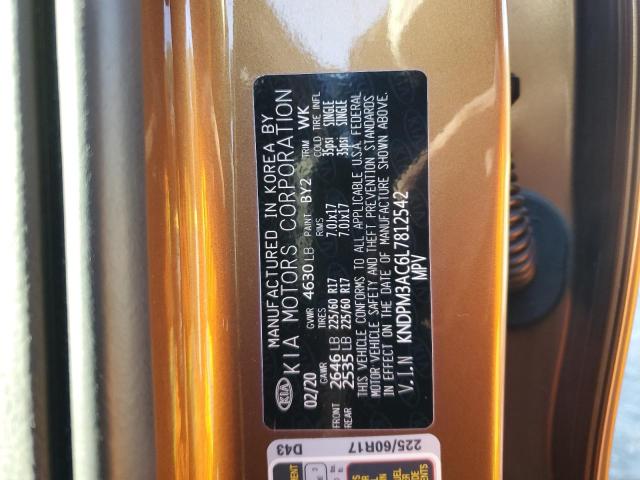 MANUFACTURED IN KOREA BY
KIA KIA MOTORS CORPORATION
02/20 GVWR 4630 LB PAINT BY2 TRIM WK
GAWR TIRES RIMS COLD TIRE INFL
FRONT 2646 LB 225/60 R17 7.0Jx17 35psi SINGLE
REAR 2535 LB 225/60 R17 7.0Jx17 35psi SINGLE
THIS VEHICLE CONFORMS TO ALL APPLICABLE U.S.A. FEDERAL
MOTOR VEHICLE SAFETY AND THEFT PREVENTION STANDARDS
IN EFFECT ON THE DATE OF MANUFACTURE SHOWN ABOVE.
V.I.N KNDPM3AC6L7812542
MPV
D43
225/60R17